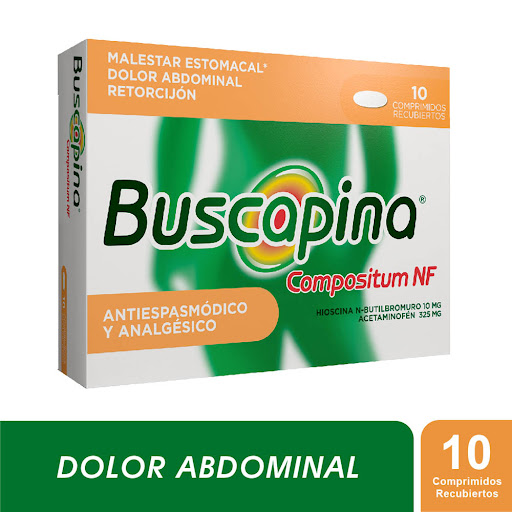 MALESTAR ESTOMACAL*
DOLOR ABDOMINAL
RETORCIJÓN
10
COMPRIMIDOS
RECUBIERTOS
Buscapina
Compositum NF
Buscapina®
Compositum NF
HIOSCINA N-BUTILBROMURO 10 MG
ACETAMINOFÉN 325 MG
ANTIESPASMÓDICO
Y ANALGÉSICO
DOLOR ABDOMINAL
10
Comprimidos
Recubiertos